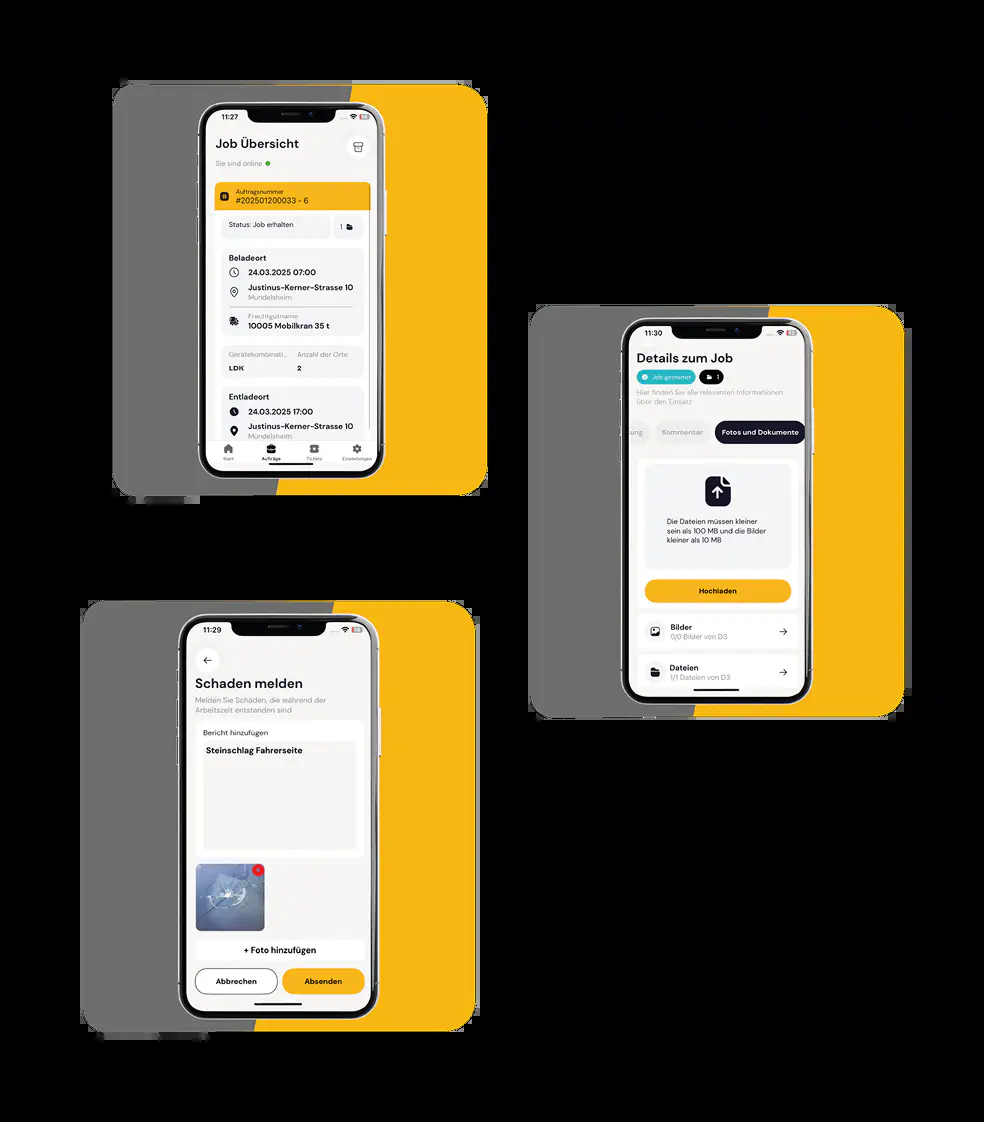 11:27
Job Übersicht
Sie sind online
Auftragsnummer
#202501200033 - 6
Status: Job erhalten
1
Beladeort
24.03.2025 07:00
Justinus-Kerner-Strasse 10
Mundelsheim
Frachtgutname
10005 Mobilkran 35 t
Gerätekombinati... Anzahl der Orte
LDK 2
Entladeort
24.03.2025 17:00
Justinus-Kerner-Strasse 10
Mundelsheim
Start Aufträge Tickets Einstellungen
11:30
Details zum Job
Job gestartet 1
Hier finden Sie alle relevanten Informationen
über den Einsatz
ung Kommentar Fotos und Dokumente
Die Dateien müssen kleiner
sein als 100 MB und die Bilder
kleiner als 10 MB
Hochladen
Bilder
0/0 Bilder von D3
Dateien
1/1 Dateien von D3
11:29
Schaden melden
Melden Sie Schäden, die während der
Arbeitszeit entstanden sind
Bericht hinzufügen
Steinschlag Fahrerseite
+ Foto hinzufügen
Abbrechen Absenden